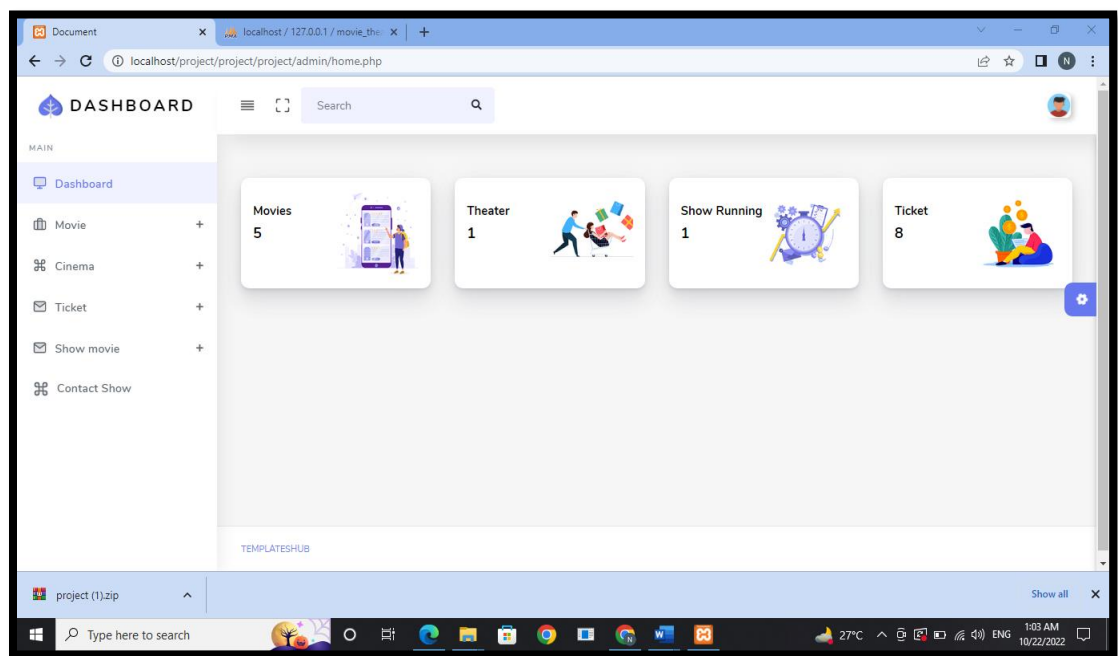 Document
localhost / 127.0.0.1 / movie_the
localhost/project/project/project/admin/home.php
N
DASHBOARD
Search
MAIN
Dashboard
Movie +
Cinema +
Ticket +
Show movie +
Contact Show
Movies
5
Theater
1
Show Running
1
Ticket
8
TEMPLATESHUB
project (1).zip
Show all
Type here to search
27°C
ENG
1:03 AM
10/22/2022